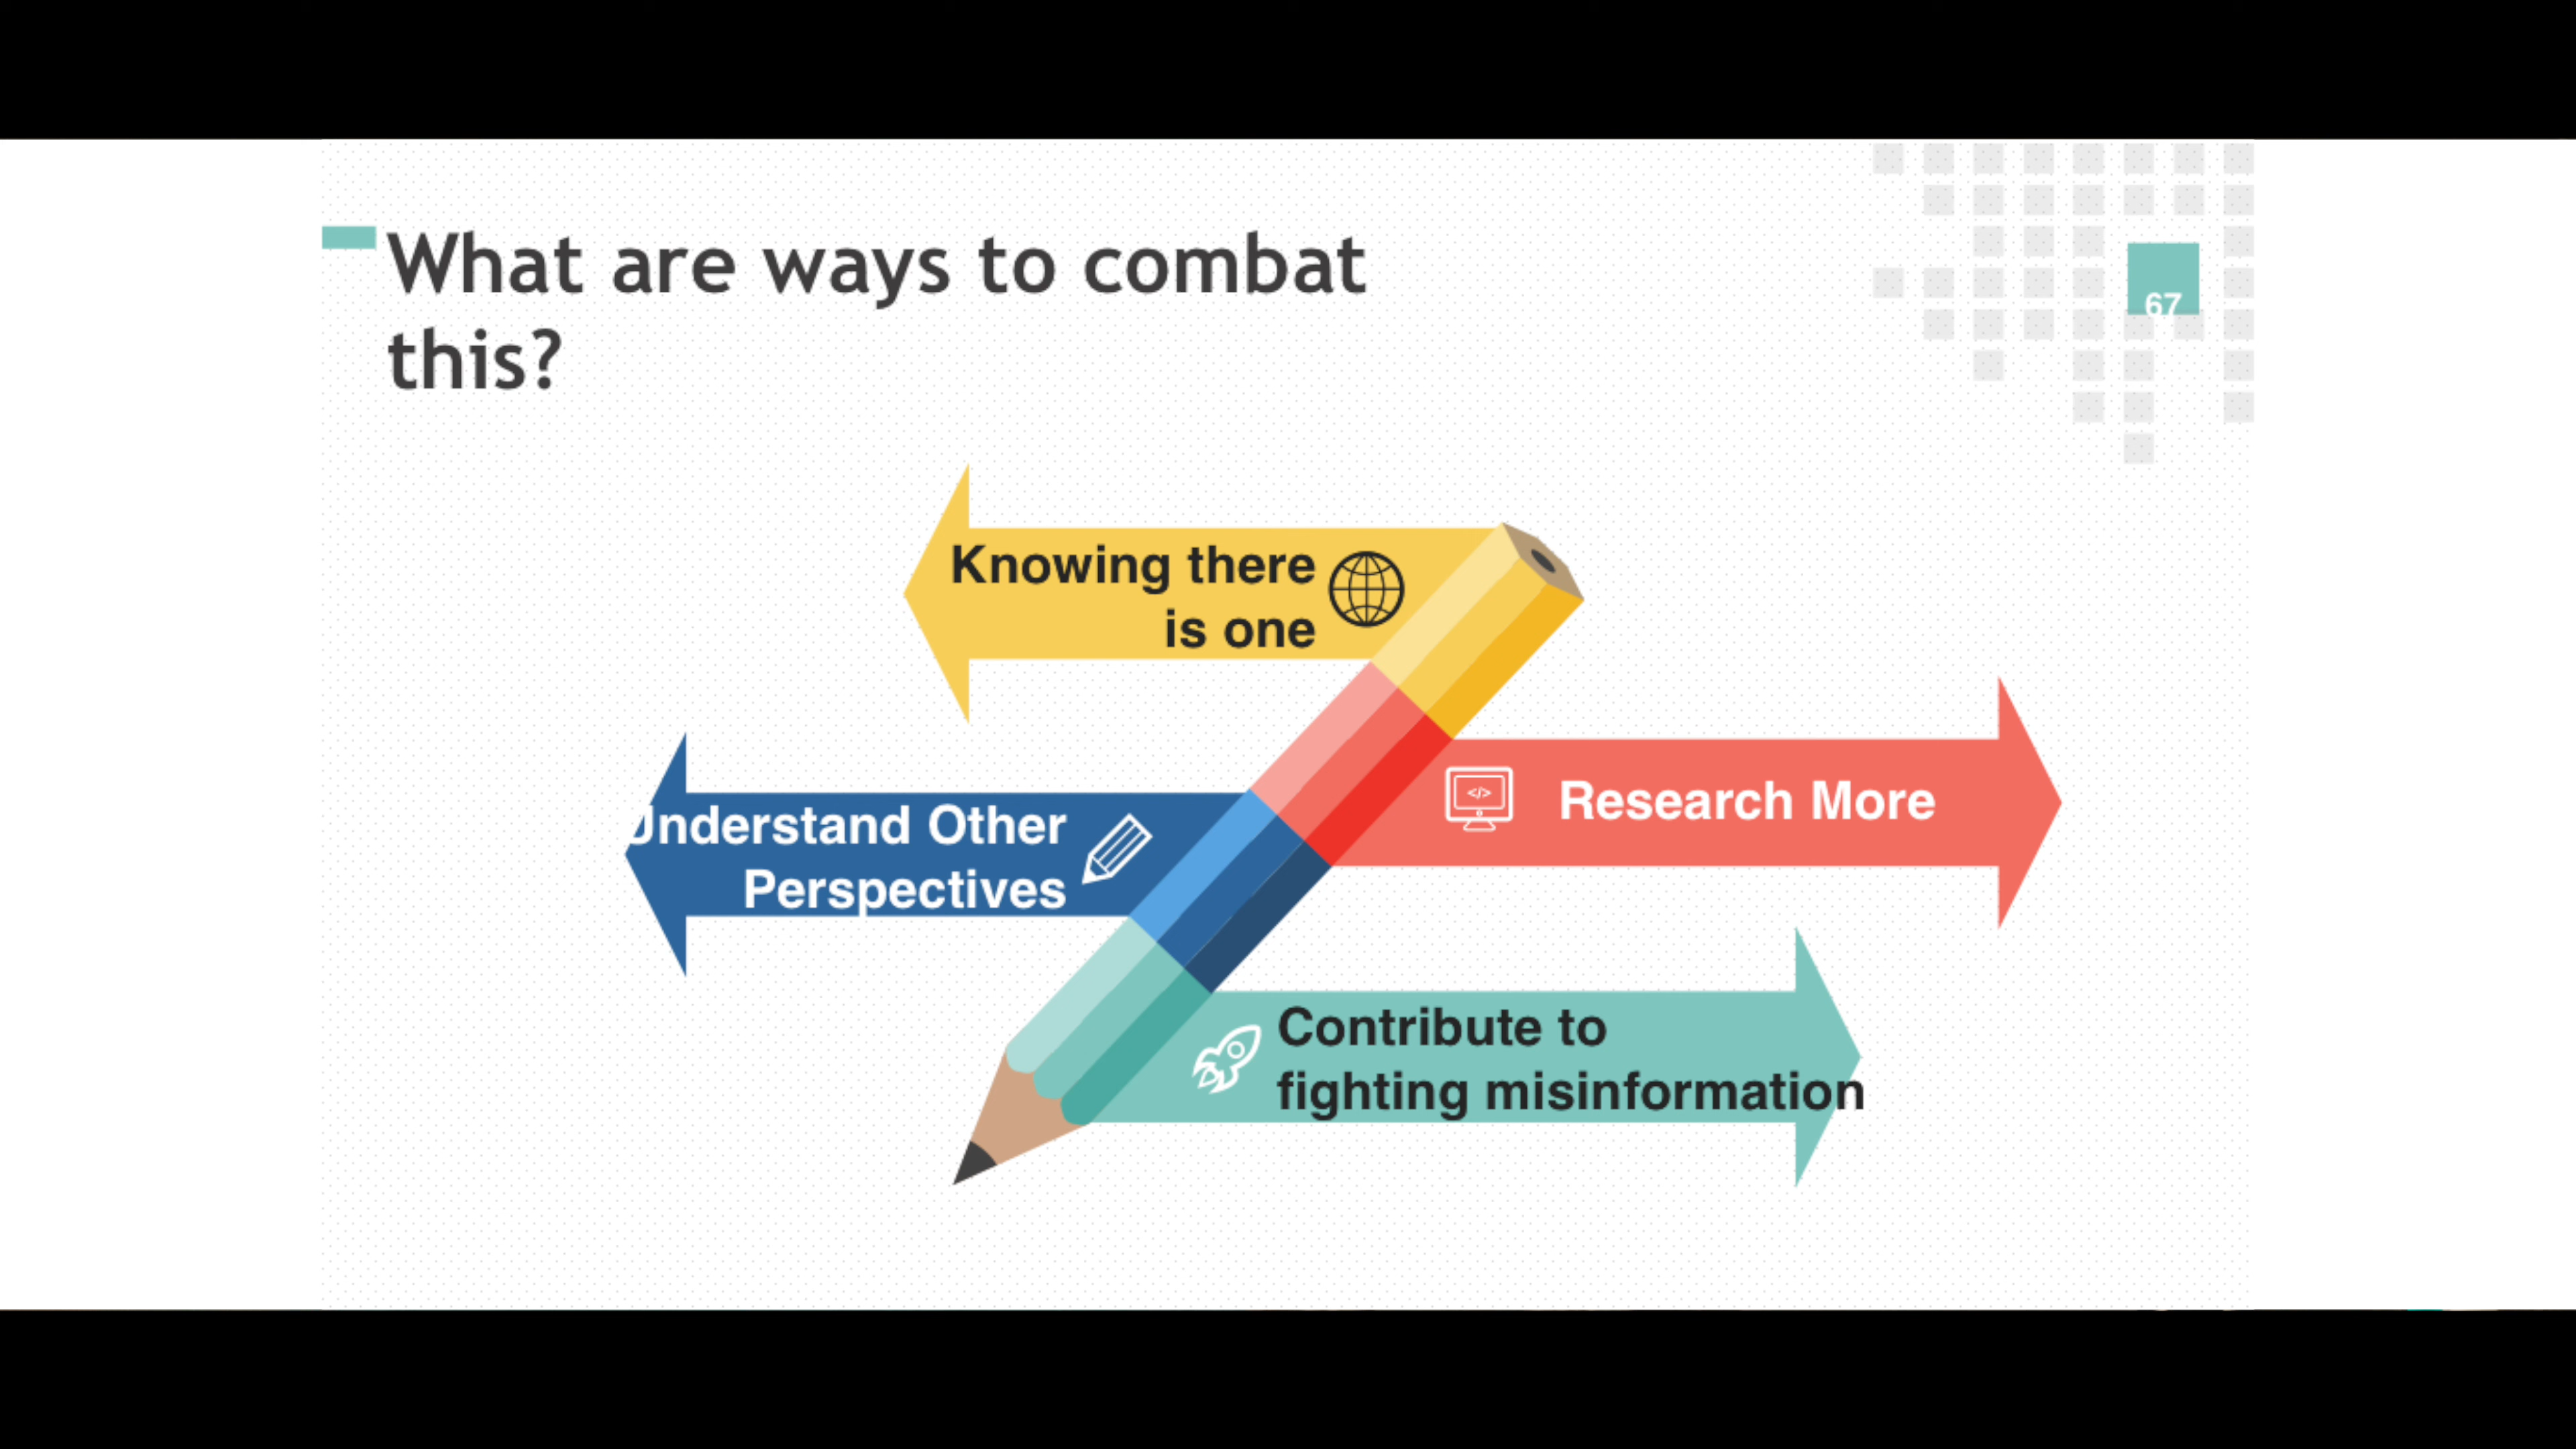 What are ways to combat
this?
67
Knowing there
is one
Research More
Understand Other
Perspectives
Contribute to
fighting misinformation